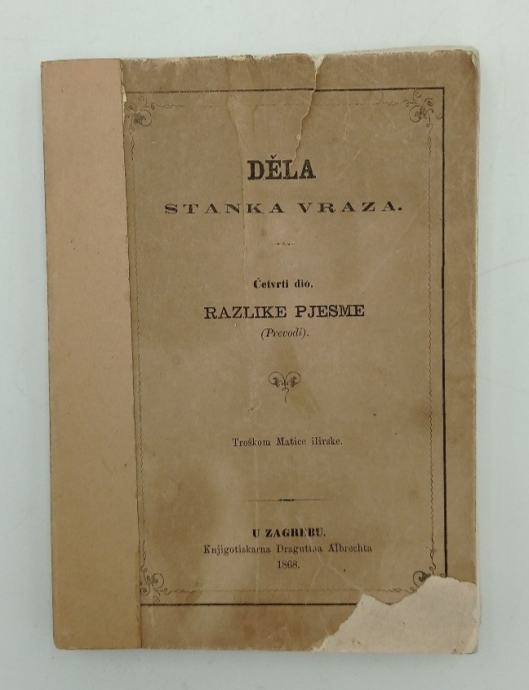 DĚLA
STANKA VRAZA.
Četvrti dio.
RAZLIKE PJESME
(Prevodi).
Troškom Matice ilirske.
U ZAGREBU.
Knjigotiskarna Dragutina Albrechta
1868.